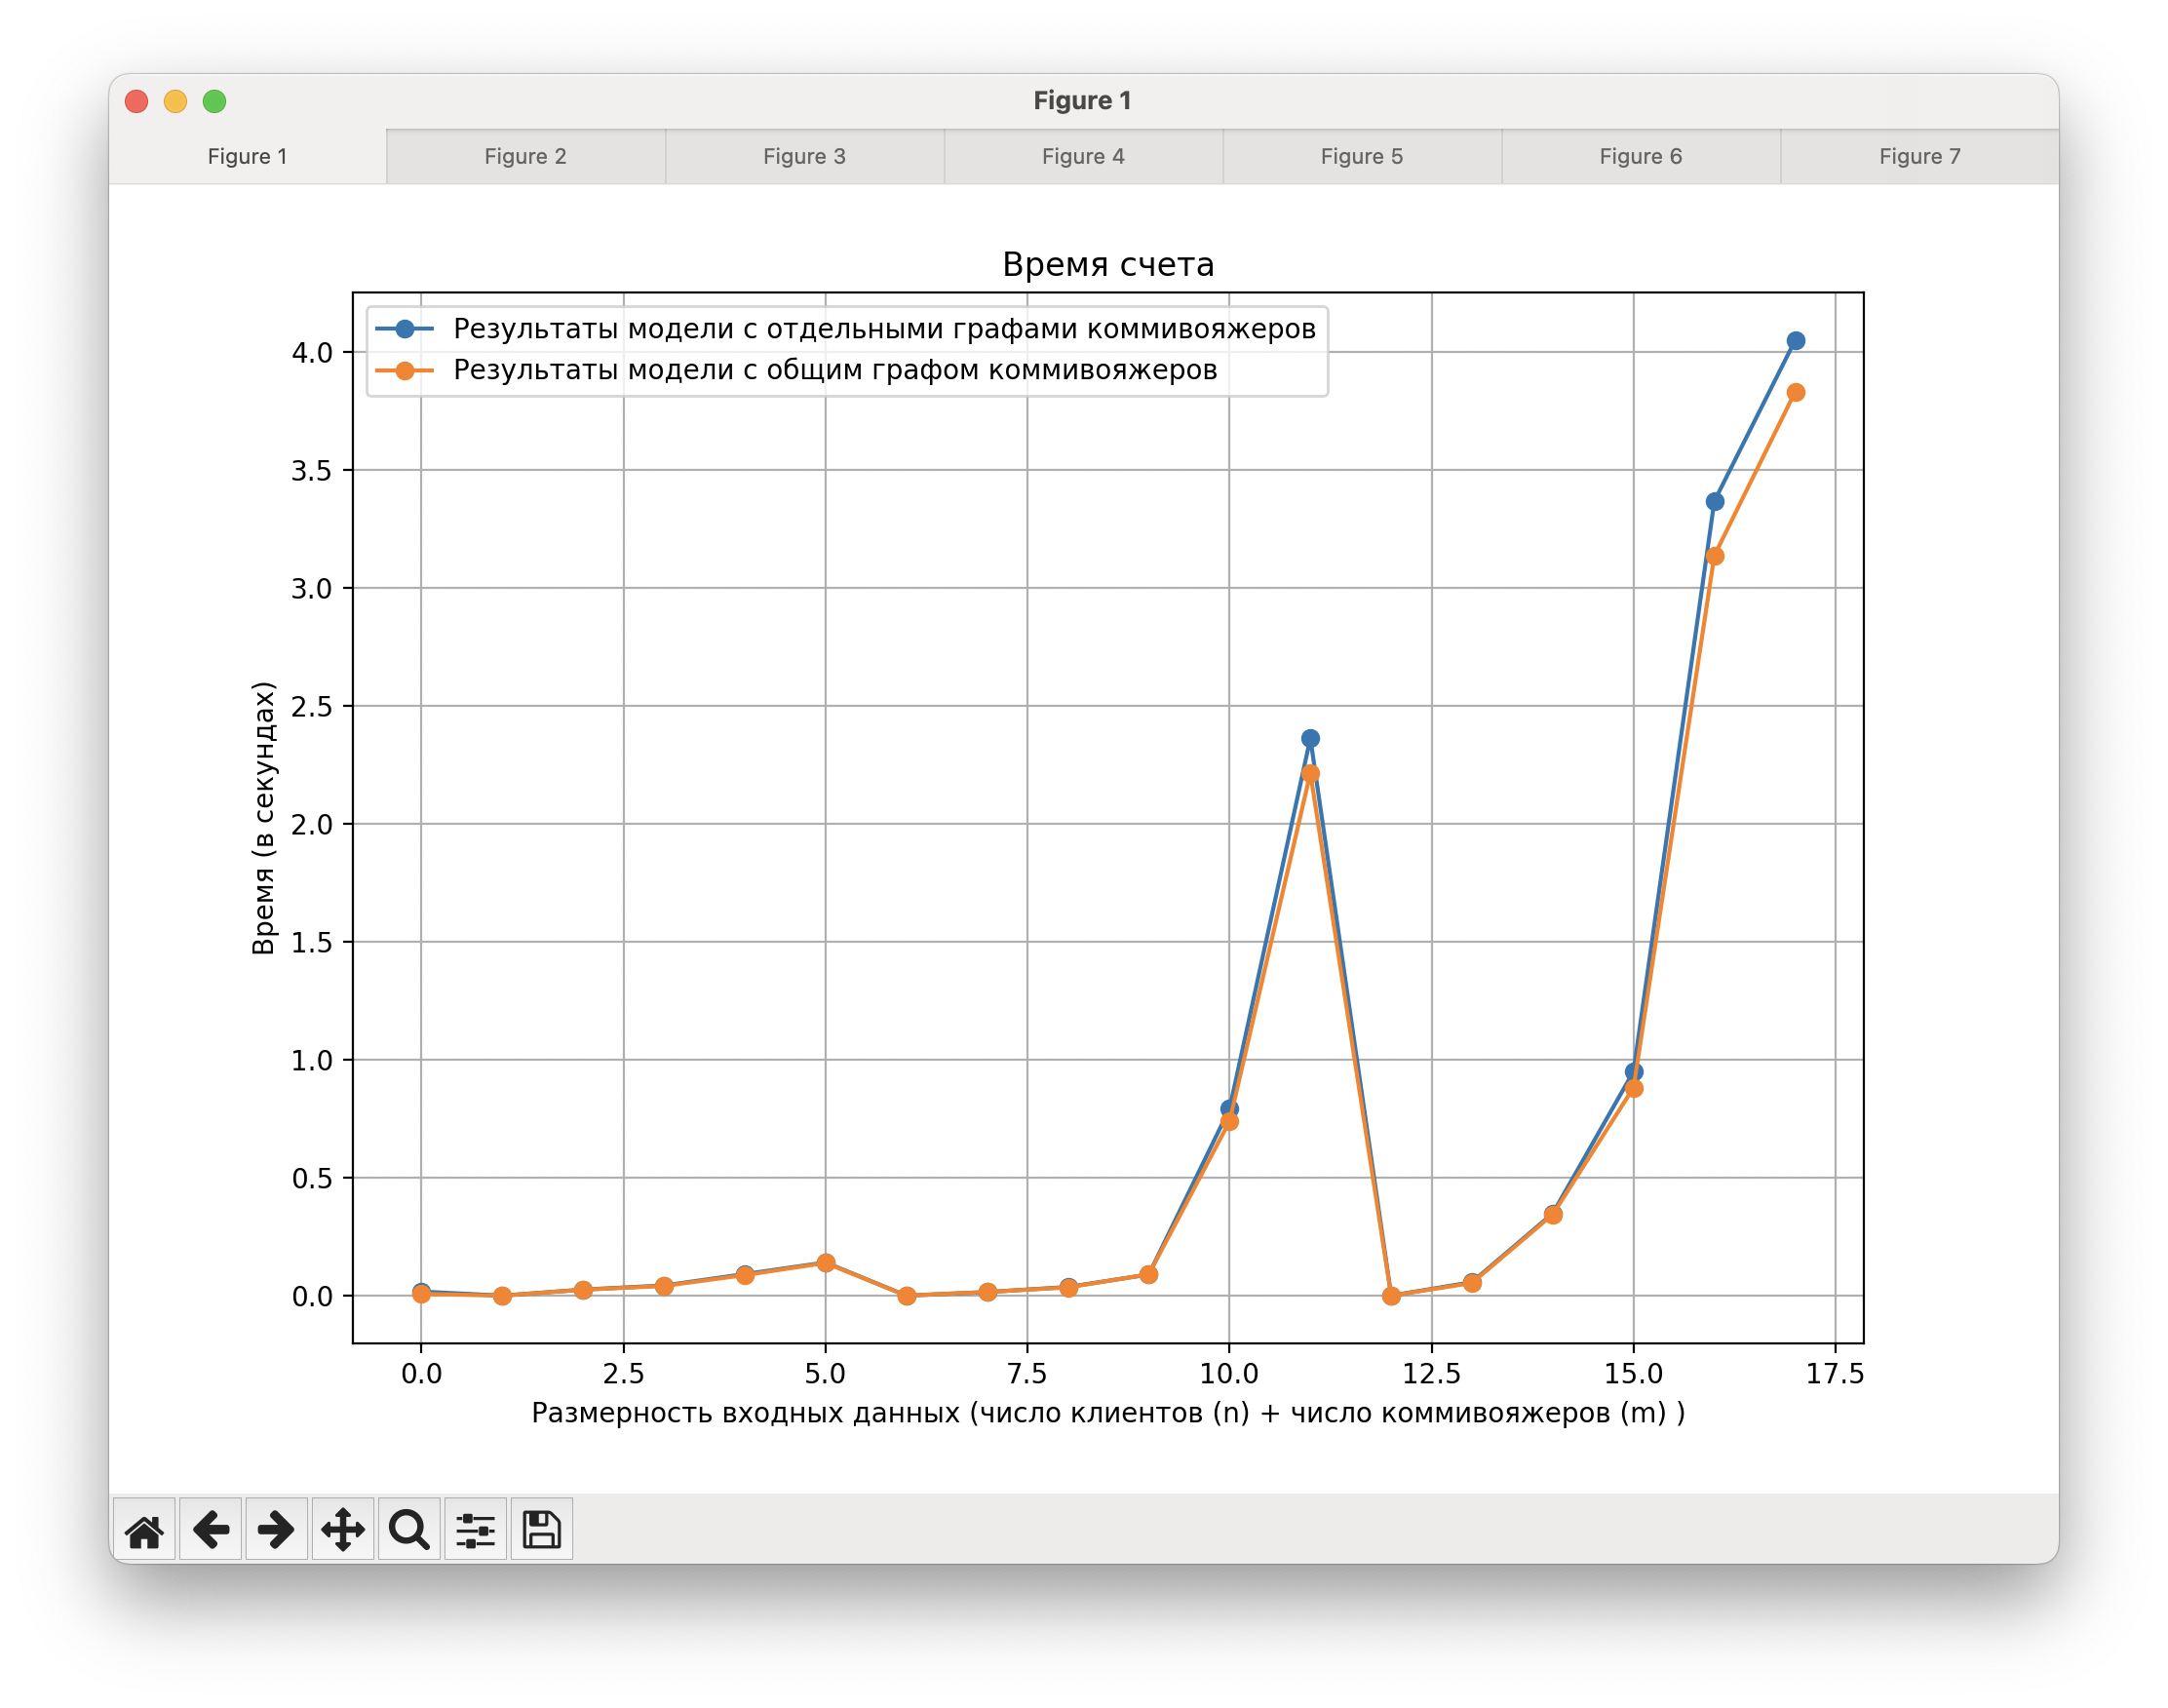 Figure 1
Figure 1 Figure 2 Figure 3 Figure 4 Figure 5 Figure 6 Figure 7
Время счета
Результаты модели с отдельными графами коммивояжеров
Результаты модели с общим графом коммивояжеров
4.0
3.5
3.0
2.5
2.0
1.5
1.0
0.5
0.0
Время (в секундах)
0.0 2.5 5.0 7.5 10.0 12.5 15.0 17.5
Размерность входных данных (число клиентов (n) + число коммивояжеров (m) )